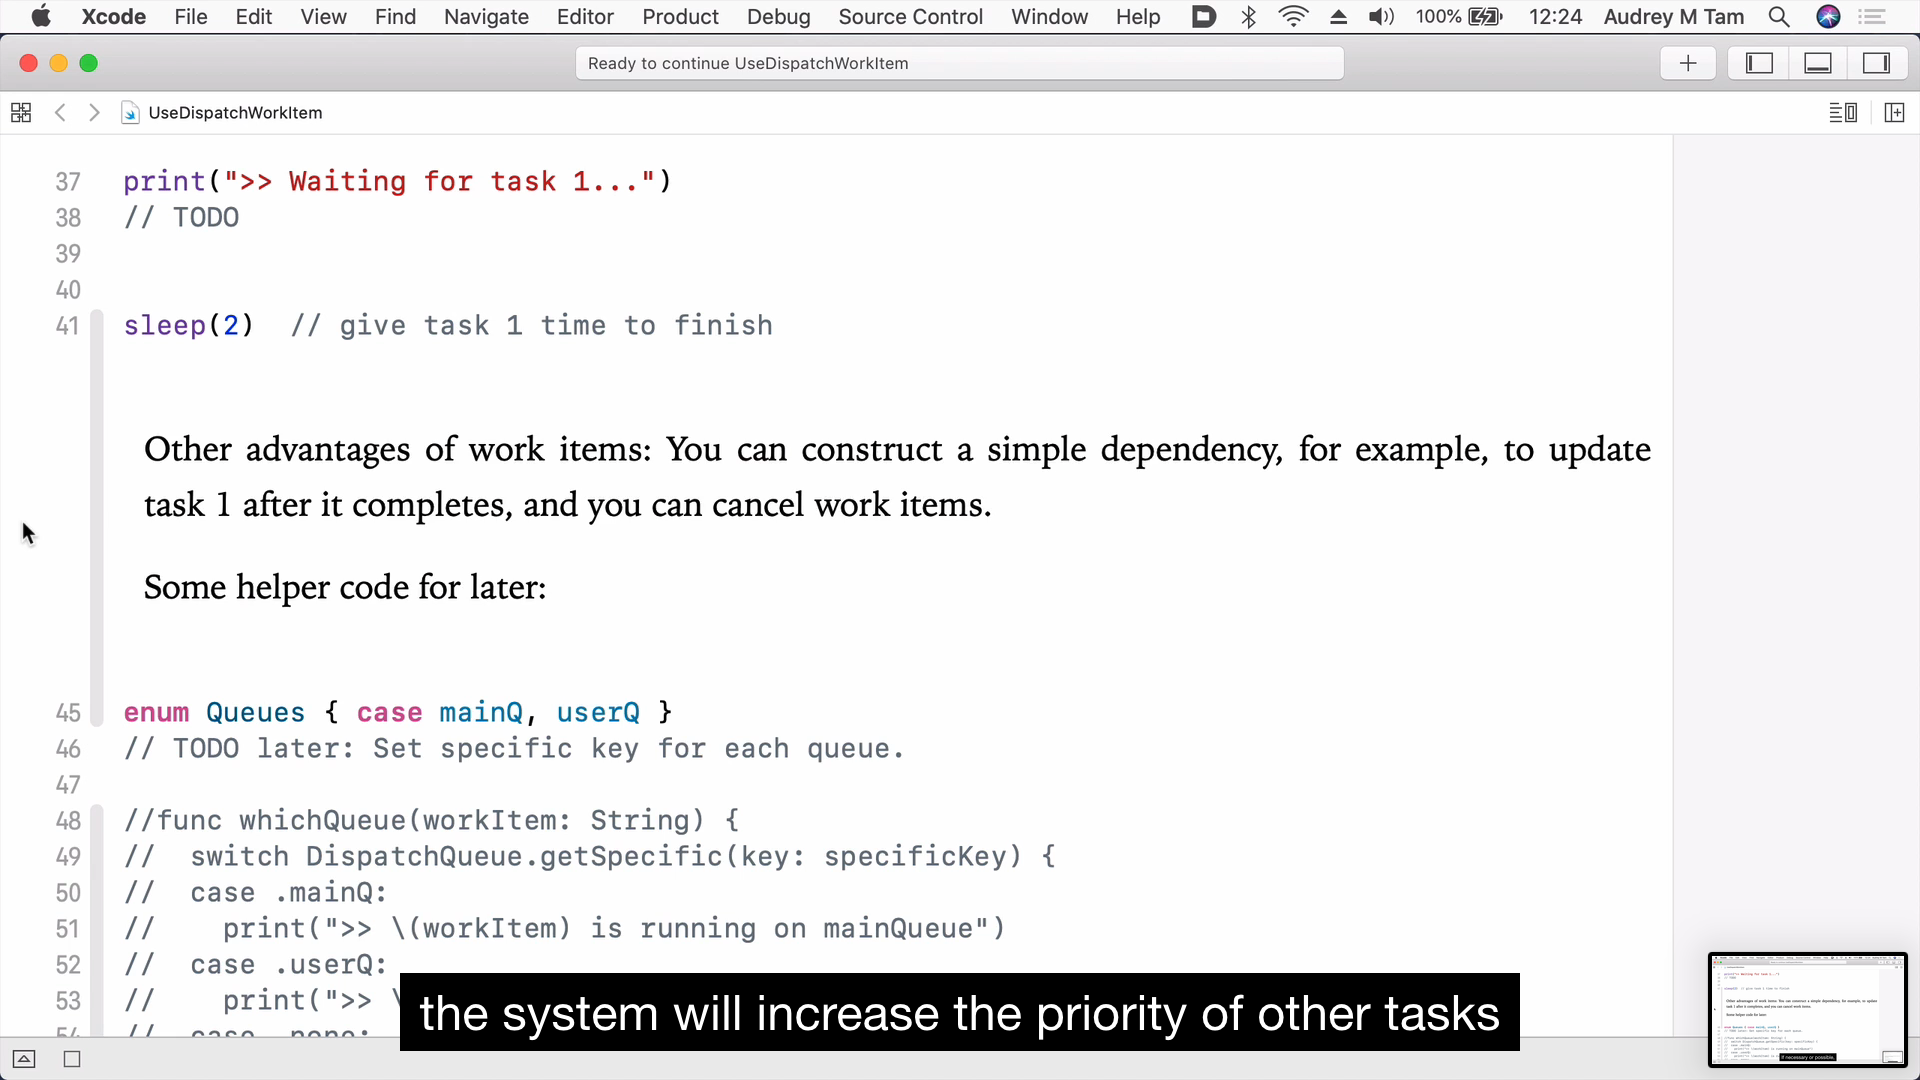 Xcode File Edit View Find Navigate Editor Product Debug Source Control Window Help 100% 12:24 Audrey M Tam
Ready to continue UseDispatchWorkItem
UseDispatchWorkItem
37 print(">> Waiting for task 1...")
38 // TODO
39
40
41 sleep(2) // give task 1 time to finish
Other advantages of work items: You can construct a simple dependency, for example, to update
task 1 after it completes, and you can cancel work items.
Some helper code for later:
45 enum Queues { case mainQ, userQ }
46 // TODO later: Set specific key for each queue.
47
48 //func whichQueue(workItem: String) {
49 // switch DispatchQueue.getSpecific(key: specificKey) {
50 // case .mainQ:
51 // print(">> \(workItem) is running on mainQueue")
52 // case .userQ:
53 // print(">> \
54 // case .none:
the system will increase the priority of other tasks
if necessary or possible,